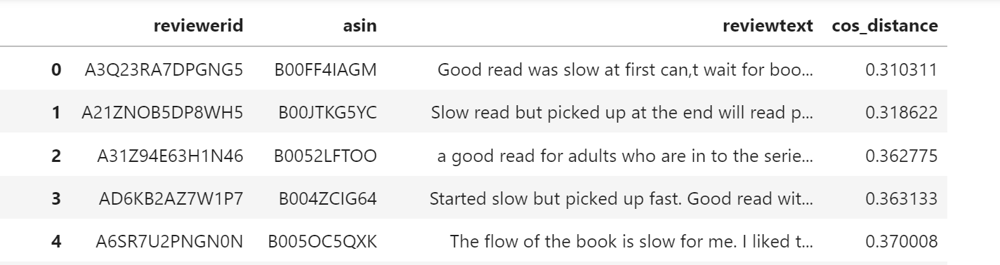 reviewerid asin reviewtext cos_distance
0 A3Q23RA7DPGNG5 B00FF4IAGM Good read was slow at first can,t wait for boo... 0.310311
1 A21ZNOB5DP8WH5 B00JTKG5YC Slow read but picked up at the end will read p... 0.318622
2 A31Z94E63H1N46 B0052LFTOO a good read for adults who are in to the serie... 0.362775
3 AD6KB2AZ7W1P7 B004ZCIG64 Started slow but picked up fast. Good read wit... 0.363133
4 A6SR7U2PNGN0N B005OC5QXK The flow of the book is slow for me. I liked t... 0.370008